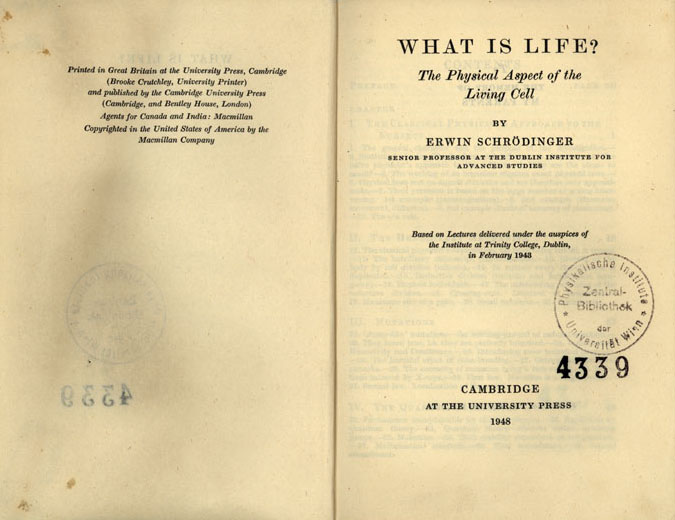 Printed in Great Britain at the University Press, Cambridge
(Brooke Crutchley, University Printer)
and published by the Cambridge University Press
(Cambridge, and Bentley House, London)
Agents for Canada and India: Macmillan
Copyrighted in the United States of America by the
Macmillan Company
WHAT IS LIFE?
The Physical Aspect of the
Living Cell
BY
ERWIN SCHRÖDINGER
SENIOR PROFESSOR AT THE DUBLIN INSTITUTE FOR
ADVANCED STUDIES
Based on Lectures delivered under the auspices of
the Institute at Trinity College, Dublin,
in February 1943
Physikalische Institute
Zentral-
Bibliothek
der
Universität Wien
4339
CAMBRIDGE
AT THE UNIVERSITY PRESS
1948